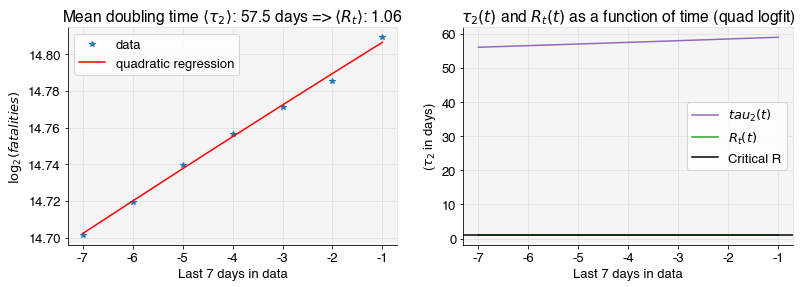 Mean doubling time ⟨τ₂⟩: 57.5 days => ⟨Rₜ⟩: 1.06
data
quadratic regression
log₂(fatalities)
14.80
14.78
14.76
14.74
14.72
14.70
-7 -6 -5 -4 -3 -2 -1
Last 7 days in data
τ₂(t) and Rₜ(t) as a function of time (quad logfit)
tau₂(t)
Rₜ(t)
Critical R
(τ₂ in days)
60
50
40
30
20
10
0
-7 -6 -5 -4 -3 -2 -1
Last 7 days in data